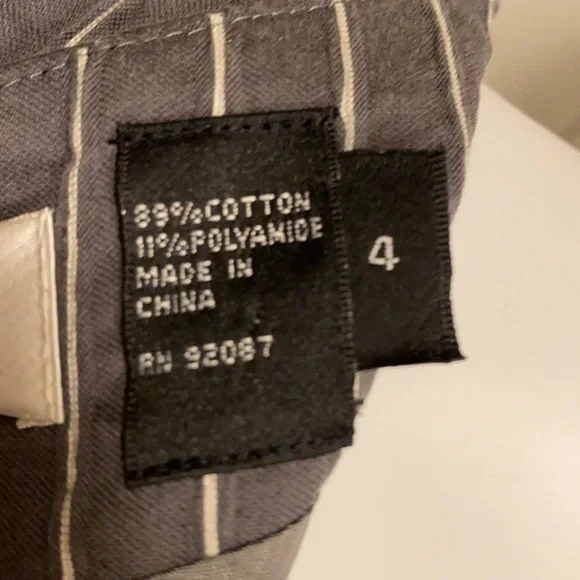 89%COTTON
11%POLYAMIDE
MADE IN
CHINA
RN 92087
4